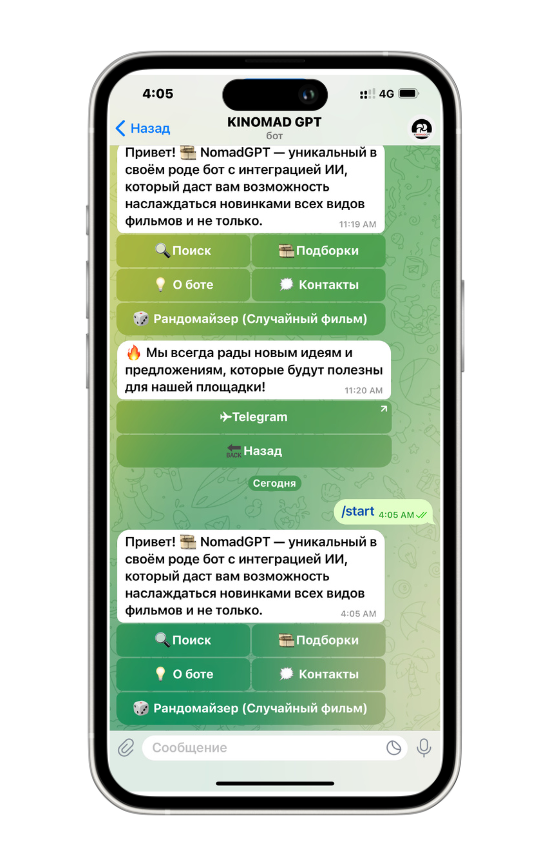 4:05
4G
Назад
KINOMAD GPT
бот
Привет! NomadGPT — уникальный в
своём роде бот с интеграцией ИИ,
который даст вам возможность
наслаждаться новинками всех видов
фильмов и не только.
11:19 AM
Поиск
Подборки
О боте
Контакты
Рандомайзер (Случайный фильм)
🔥 Мы всегда рады новым идеям и
предложениям, которые будут полезны
для нашей площадки!
11:20 AM
Telegram
BACK Назад
Сегодня
/start 4:05 AM
Привет! NomadGPT — уникальный в
своём роде бот с интеграцией ИИ,
который даст вам возможность
наслаждаться новинками всех видов
фильмов и не только.
4:05 AM
Поиск
Подборки
О боте
Контакты
Рандомайзер (Случайный фильм)
Сообщение